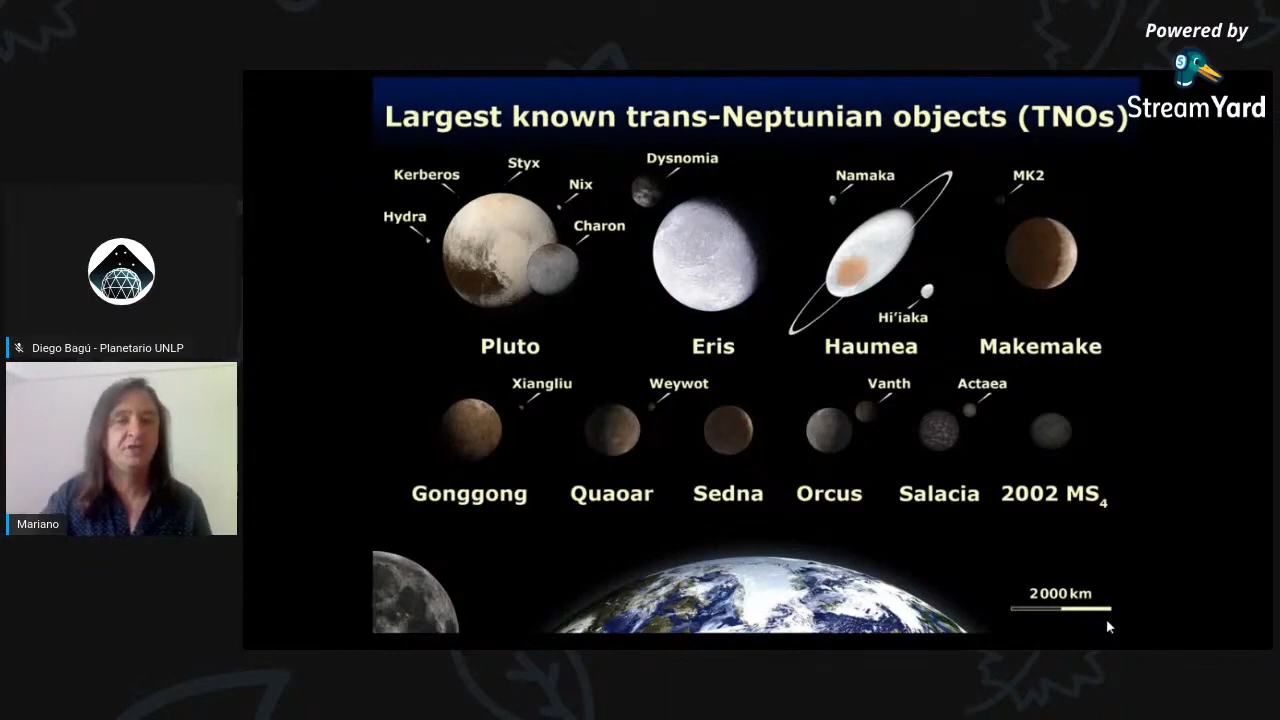 Powered by
StreamYard
Largest known trans-Neptunian objects (TNOs)
Kerberos
Styx
Nix
Hydra
Charon
Dysnomia
Namaka
MK2
Hi'iaka
Pluto
Eris
Haumea
Makemake
Xiangliu
Weywot
Vanth
Actaea
Gonggong
Quaoar
Sedna
Orcus
Salacia
2002 MS4
2000 km
Diego Bagú - Planetario UNLP
Mariano